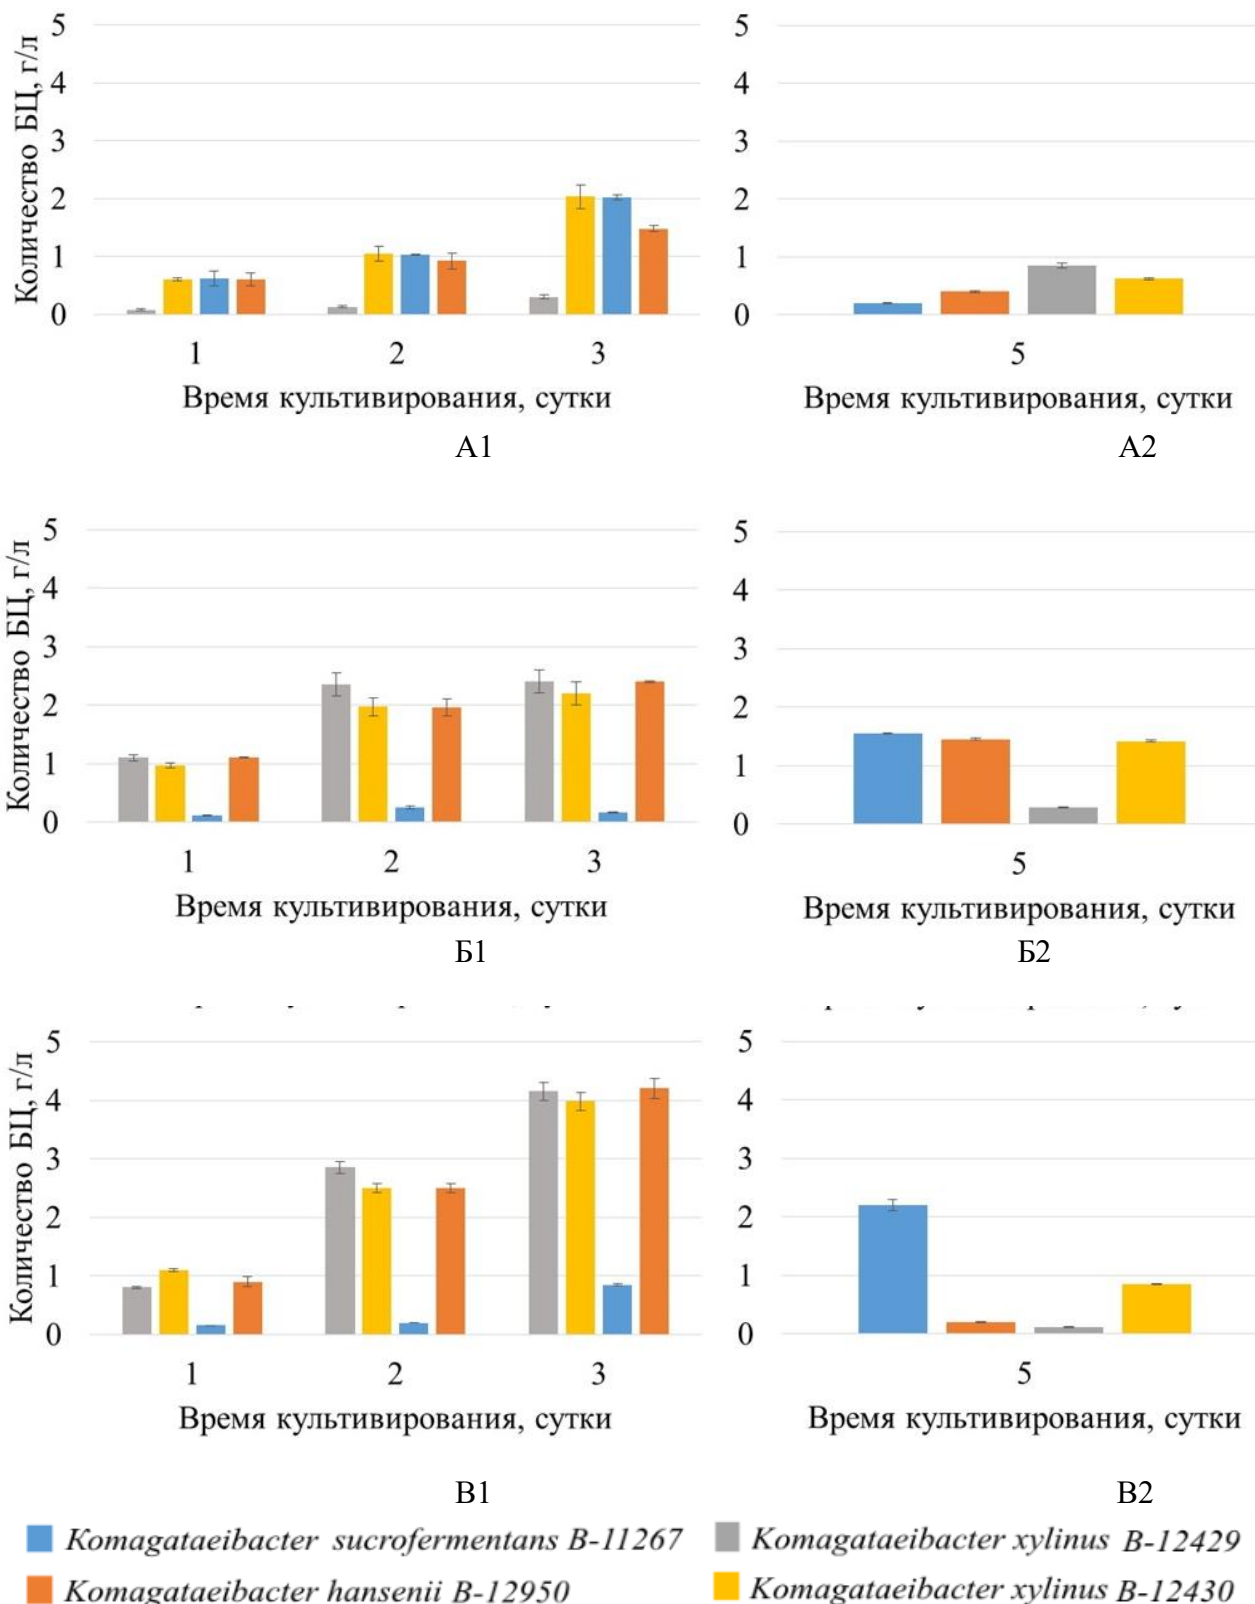 Количество БЦ, г/л
5
4
3
2
1
0
1 2 3
Время культивирования, сутки
А1
5
4
3
2
1
0
5
Время культивирования, сутки
А2
Количество БЦ, г/л
5
4
3
2
1
0
1 2 3
Время культивирования, сутки
Б1
5
4
3
2
1
0
5
Время культивирования, сутки
Б2
Количество БЦ, г/л
5
4
3
2
1
0
1 2 3
Время культивирования, сутки
В1
5
4
3
2
1
0
5
Время культивирования, сутки
В2
Komagataeibacter sucrofermentans B-11267
Komagataeibacter xylinus B-12429
Komagataeibacter hansenii B-12950
Komagataeibacter xylinus B-12430